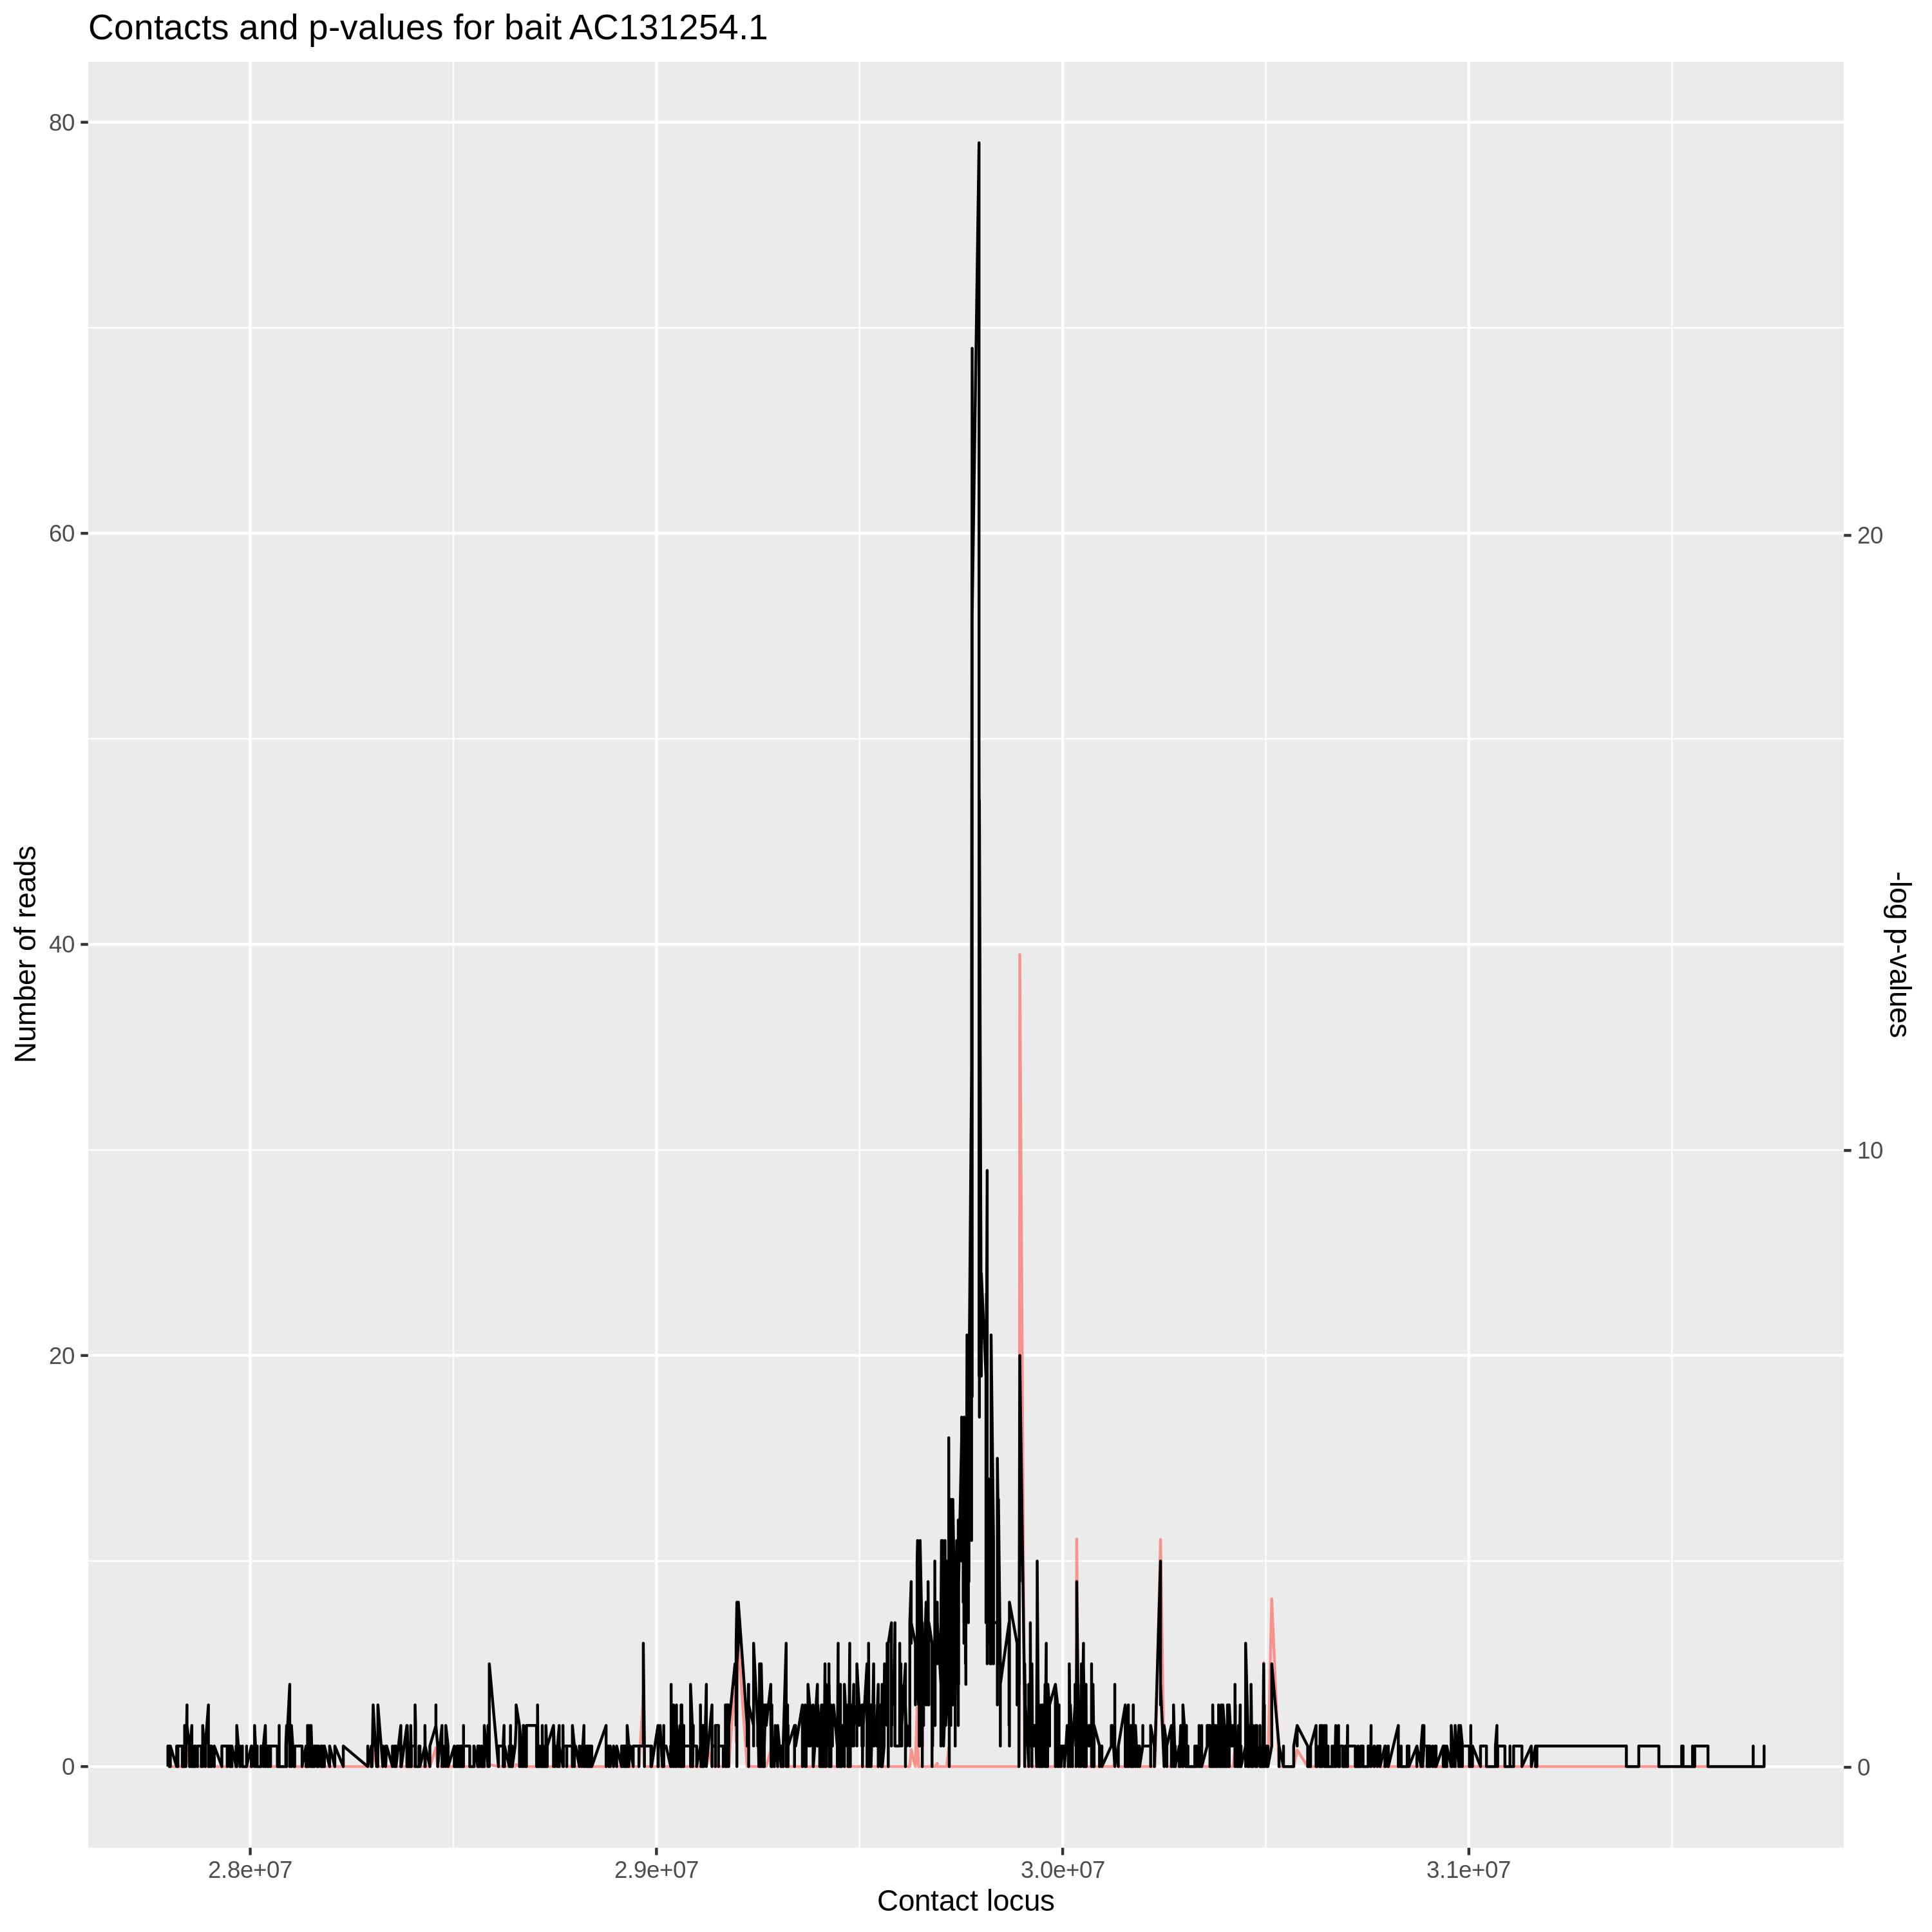 Contacts and p-values for bait AC131254.1
80
60
40
20
0
20
10
0
Number of reads
-log p-values
2.8e+07 2.9e+07 3.0e+07 3.1e+07
Contact locus